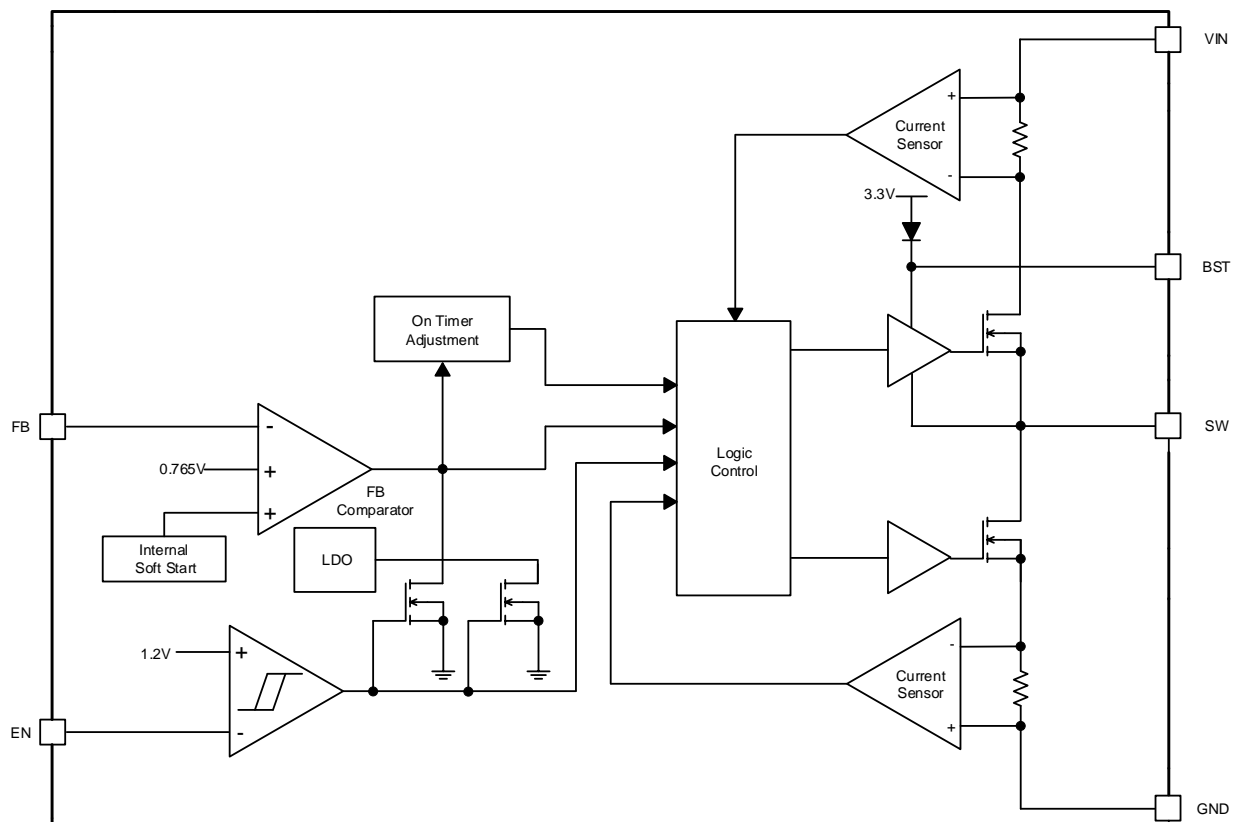 VIN
+
Current
Sensor
-
3.3V
BST
On Timer
Adjustment
FB
-
SW
0.765V
+
Logic
Control
FB
Comparator
+
Internal
Soft Start
LDO
1.2V
+
-
Current
Sensor
+
EN
-
GND